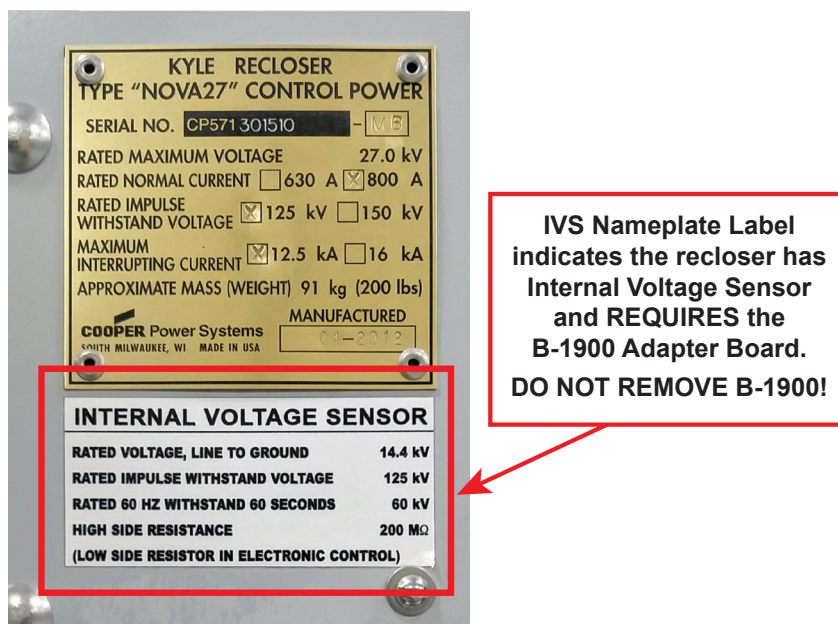 KYLE RECLOSER
TYPE “NOVA27” CONTROL POWER
SERIAL NO. CP571 301510 - MB
RATED MAXIMUM VOLTAGE 27.0 kV
RATED NORMAL CURRENT ☐ 630 A ☒ 800 A
RATED IMPULSE
WITHSTAND VOLTAGE ☒ 125 kV ☐ 150 kV
MAXIMUM
INTERRUPTING CURRENT ☒ 12.5 kA ☐ 16 kA
APPROXIMATE MASS (WEIGHT) 91 kg (200 lbs)
COOPER Power Systems
SOUTH MILWAUKEE, WI MADE IN USA
MANUFACTURED
04-2012
INTERNAL VOLTAGE SENSOR
RATED VOLTAGE, LINE TO GROUND 14.4 kV
RATED IMPULSE WITHSTAND VOLTAGE 125 kV
RATED 60 HZ WITHSTAND 60 SECONDS 60 kV
HIGH SIDE RESISTANCE 200 MΩ
(LOW SIDE RESISTOR IN ELECTRONIC CONTROL)
IVS Nameplate Label
indicates the recloser has
Internal Voltage Sensor
and REQUIRES the
B-1900 Adapter Board.
DO NOT REMOVE B-1900!